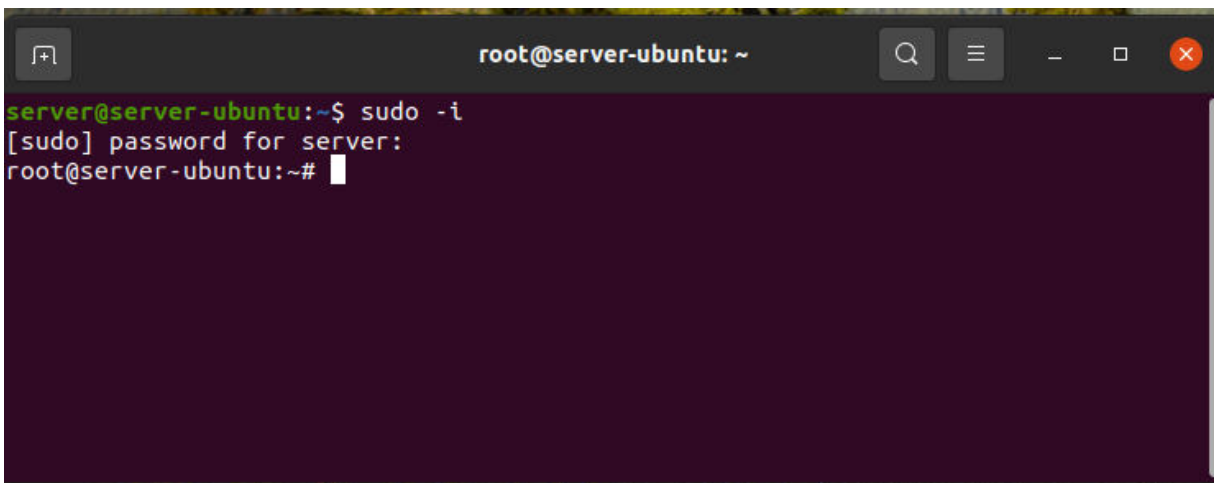 root@server-ubuntu: ~
server@server-ubuntu:~$ sudo -i
[sudo] password for server:
root@server-ubuntu:~#